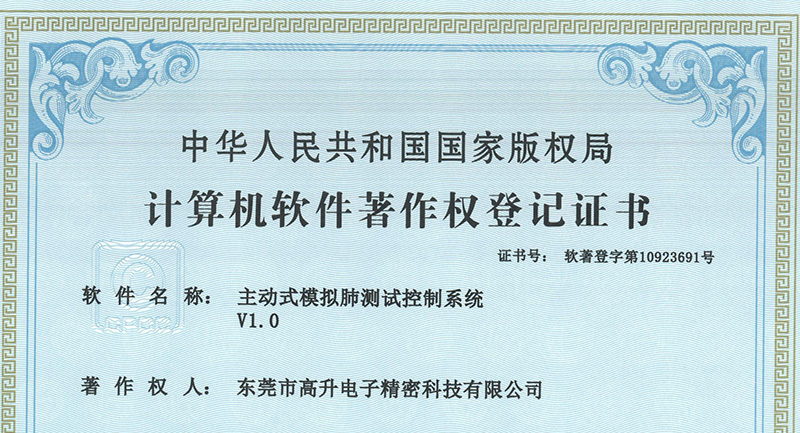 中华人民共和国国家版权局
计算机软件著作权登记证书
证书号： 软著登字第10923691号
软件名称： 主动式模拟肺测试控制系统
V1.0
著作权人： 东莞市高升电子精密科技有限公司
CPCC